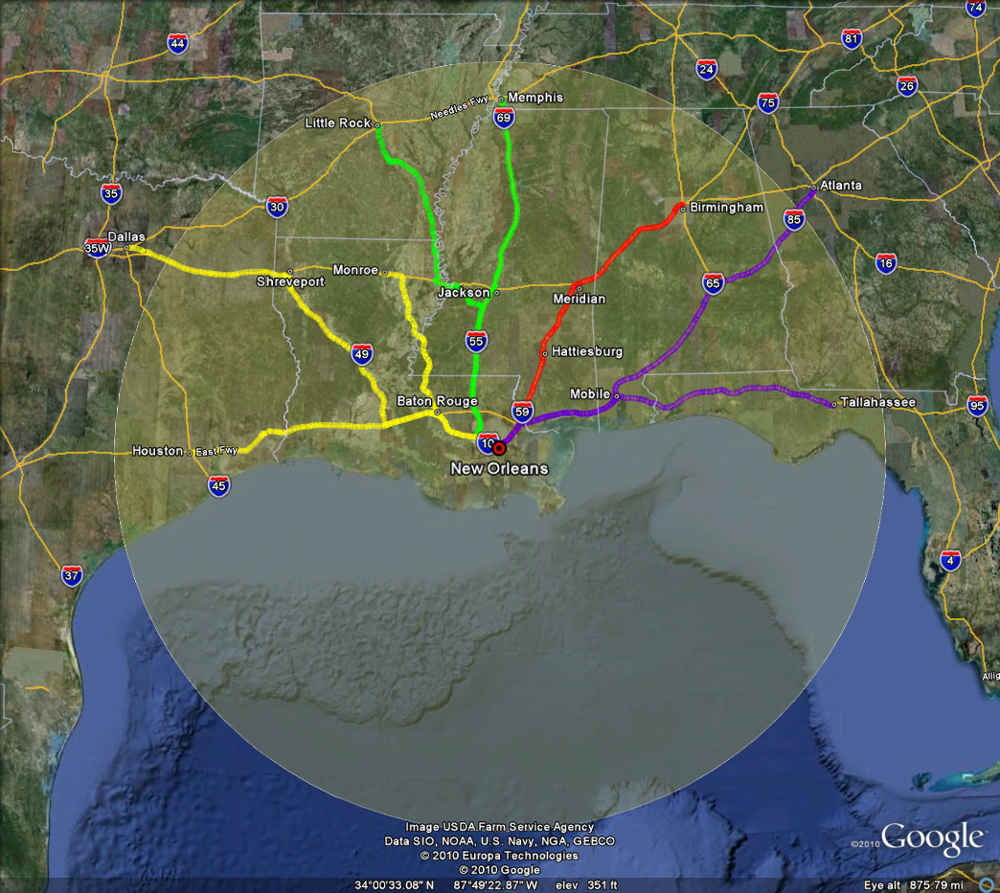 74
44
81
24
26
75
Needles Fwy
Memphis
Little Rock
69
35
30
Atlanta
Birmingham
85
Dallas
35W
16
Shreveport
Monroe
65
Jackson
Meridian
55
49
Hattiesburg
Mobile
Baton Rouge
Tallahassee
59
95
10
Houston
East Fwy
New Orleans
45
4
37
Allig
Image USDA Farm Service Agency
Data SIO, NOAA, U.S. Navy, NGA, GEBCO
© 2010 Europa Technologies
© 2010 Google
©2010 Google
34°00'33.08" N 87°49'22.87" W elev 351 ft
Eye alt 875.79 mi